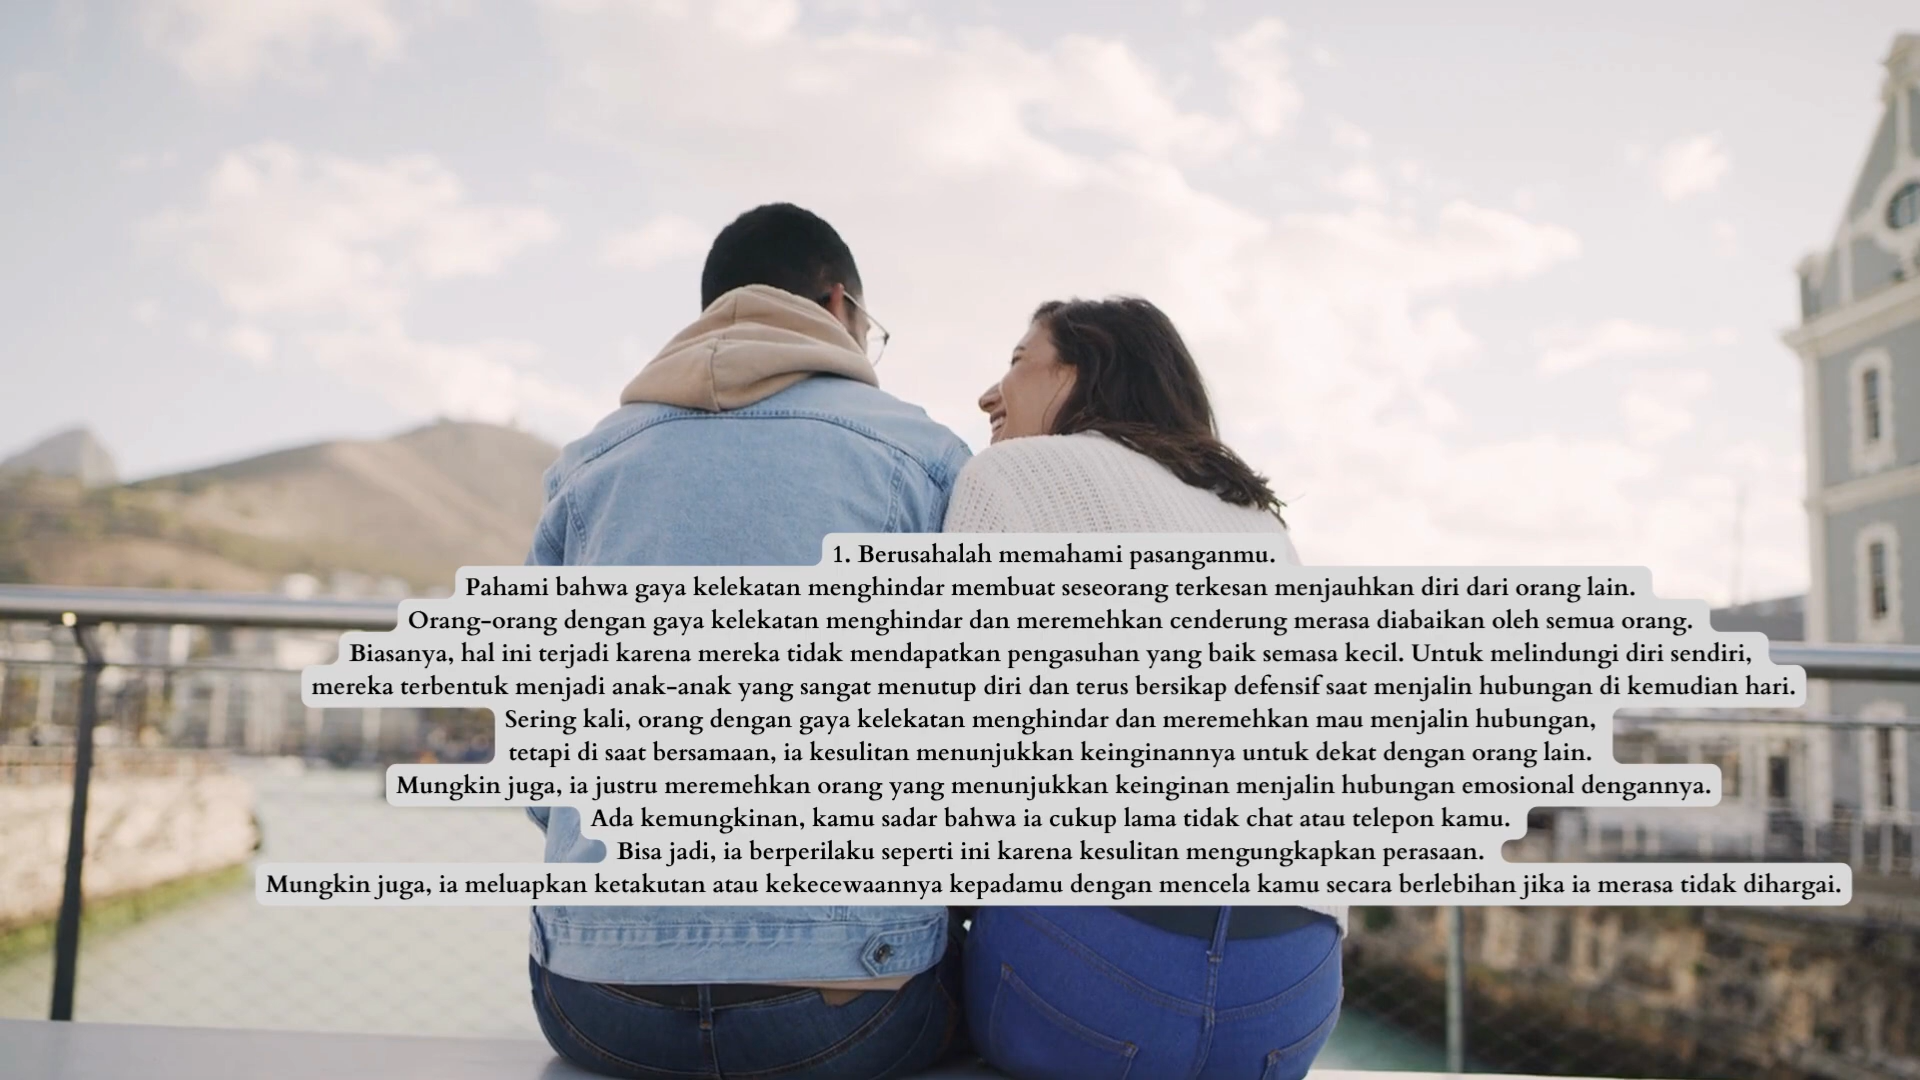 1. Berusahalah memahami pasanganmu.
Pahami bahwa gaya kelekatan menghindar membuat seseorang terkesan menjauhkan diri dari orang lain.
Orang-orang dengan gaya kelekatan menghindar dan meremehkan cenderung merasa diabaikan oleh semua orang.
Biasanya, hal ini terjadi karena mereka tidak mendapatkan pengasuhan yang baik semasa kecil. Untuk melindungi diri sendiri,
mereka terbentuk menjadi anak-anak yang sangat menutup diri dan terus bersikap defensif saat menjalin hubungan di kemudian hari.
Sering kali, orang dengan gaya kelekatan menghindar dan meremehkan mau menjalin hubungan,
tetapi di saat bersamaan, ia kesulitan menunjukkan keinginannya untuk dekat dengan orang lain.
Mungkin juga, ia justru meremehkan orang yang menunjukkan keinginan menjalin hubungan emosional dengannya.
Ada kemungkinan, kamu sadar bahwa ia cukup lama tidak chat atau telepon kamu.
Bisa jadi, ia berperilaku seperti ini karena kesulitan mengungkapkan perasaan.
Mungkin juga, ia meluapkan ketakutan atau kekecewaannya kepadamu dengan mencela kamu secara berlebihan jika ia merasa tidak dihargai.